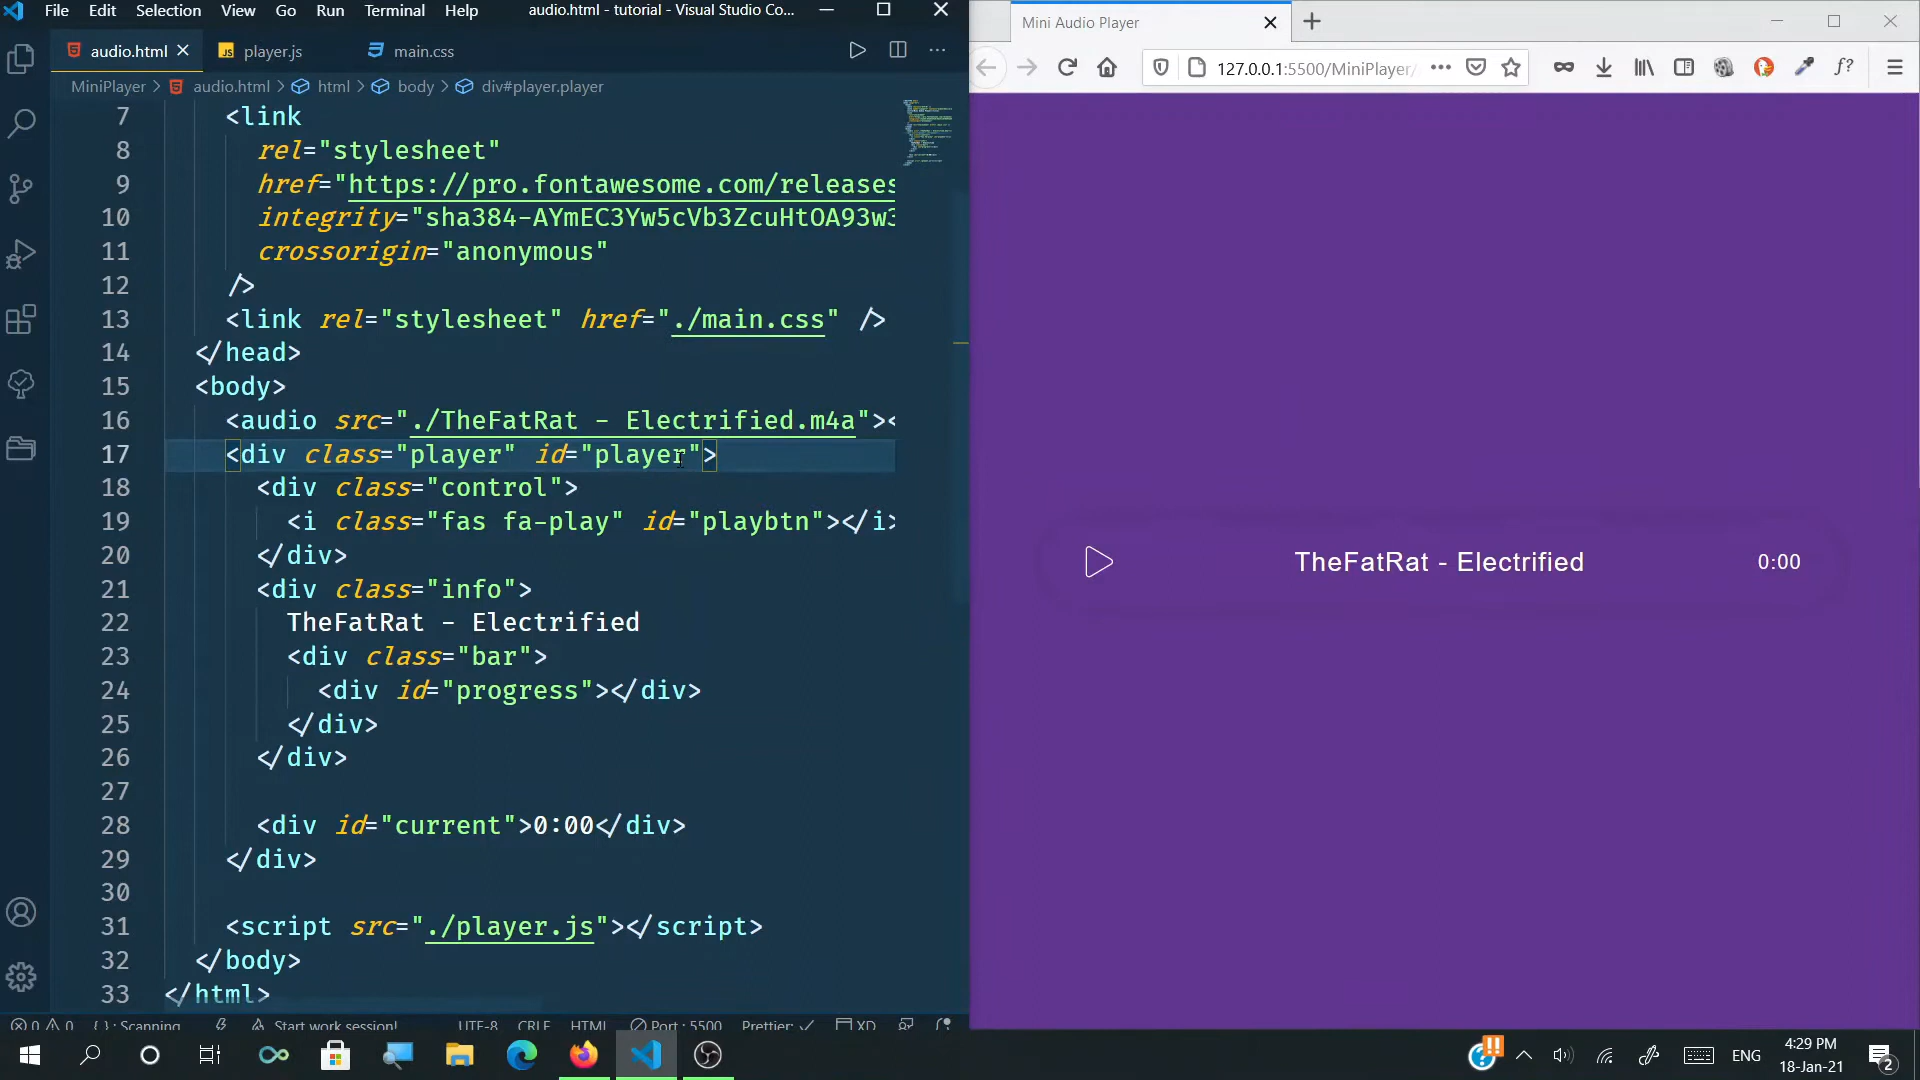 File Edit Selection View Go Run Terminal Help audio.html - tutorial - Visual Studio Co...
audio.html player.js main.css
MiniPlayer > audio.html > html > body > div#player.player
7 <link
8 rel="stylesheet"
9 href="https://pro.fontawesome.com/releases
10 integrity="sha384-AYmEC3Yw5cVb3ZcuHtOA93w3
11 crossorigin="anonymous"
12 />
13 <link rel="stylesheet" href="./main.css" />
14 </head>
15 <body>
16 <audio src="./TheFatRat - Electrified.m4a"><
17 <div class="player" id="player">
18 <div class="control">
19 <i class="fas fa-play" id="playbtn"></i>
20 </div>
21 <div class="info">
22 TheFatRat - Electrified
23 <div class="bar">
24 <div id="progress"></div>
25 </div>
26 </div>
27
28 <div id="current">0:00</div>
29 </div>
30
31 <script src="./player.js"></script>
32 </body>
33 </html>
0 0 { } : Scanning.. Start work session! UTF-8 CRLF HTML Port : 5500 Prettier: ✓ XD
Mini Audio Player
127.0.0.1:5500/MiniPlayer/
TheFatRat - Electrified 0:00
ENG
4:29 PM
18-Jan-21
2